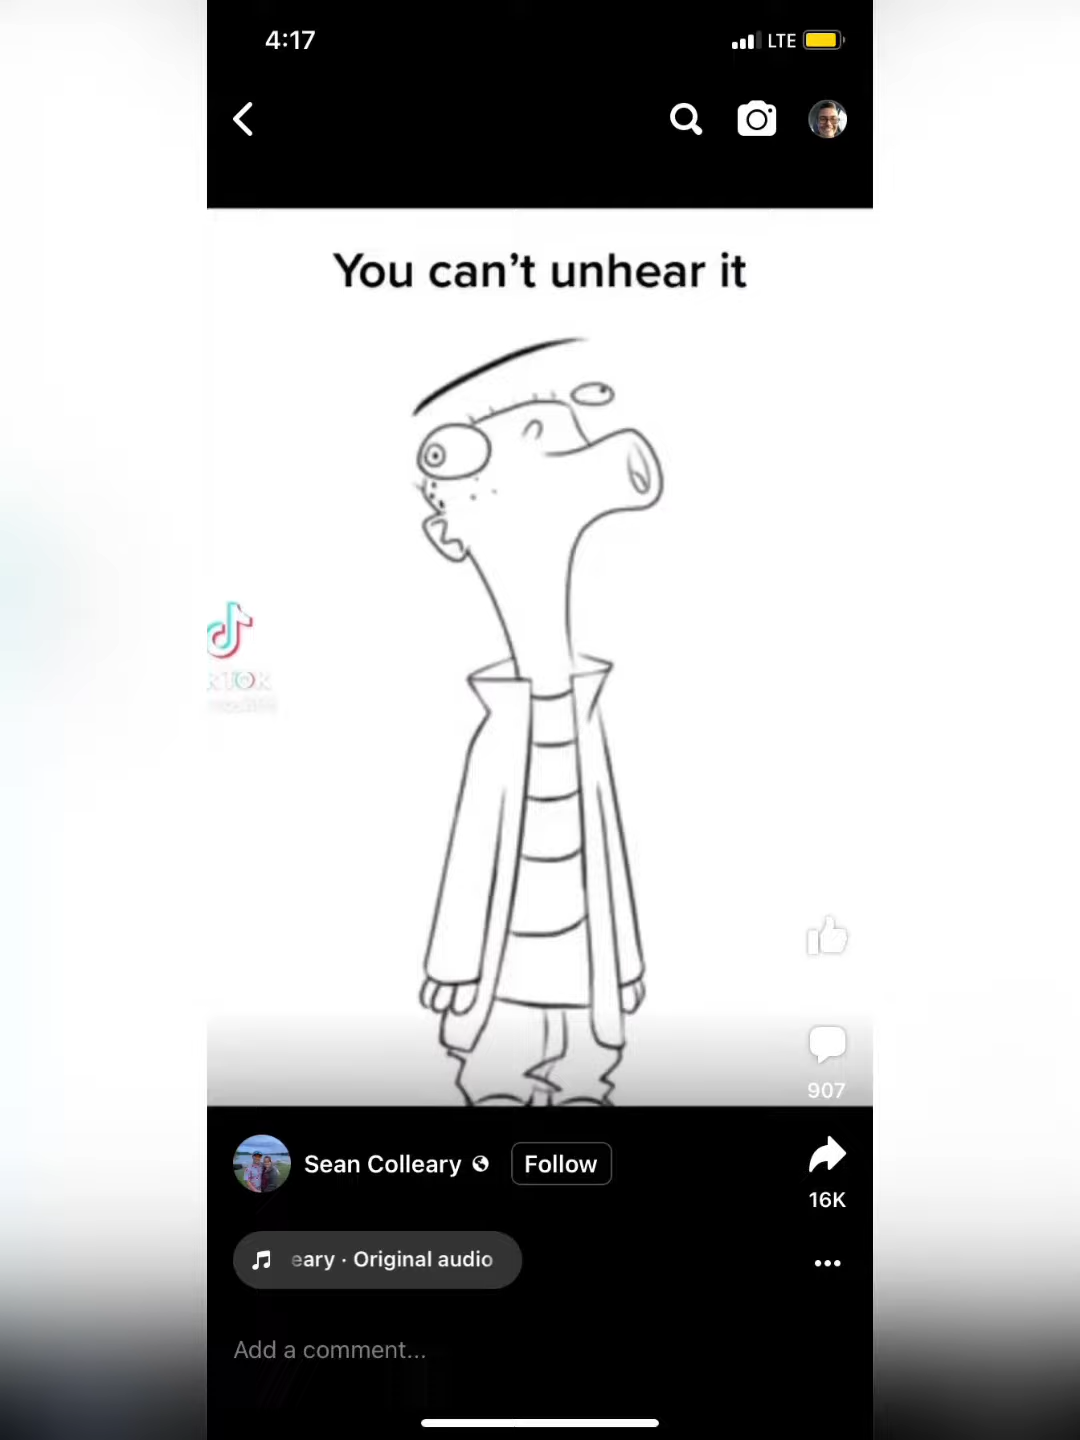 4:17
LTE
You can't unhear it
907
Sean Colleary
Follow
16K
eary · Original audio
Add a comment...